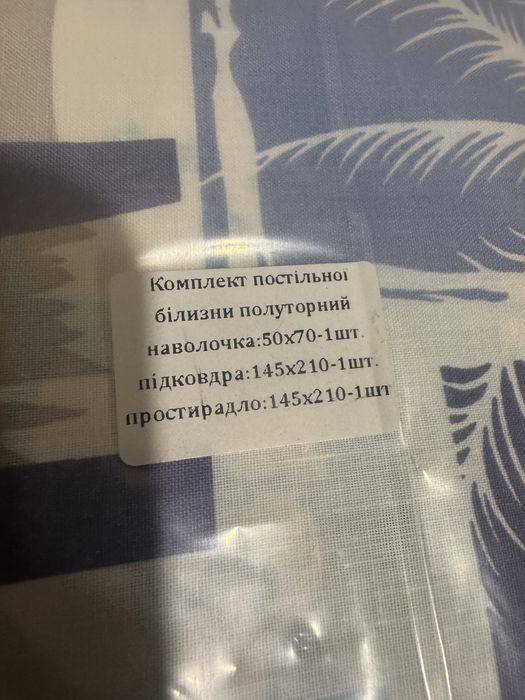 Комплект постільної
білизни полуторний
наволочка:50х70-1шт.
підковдра:145х210-1шт.
простирадло:145х210-1шт